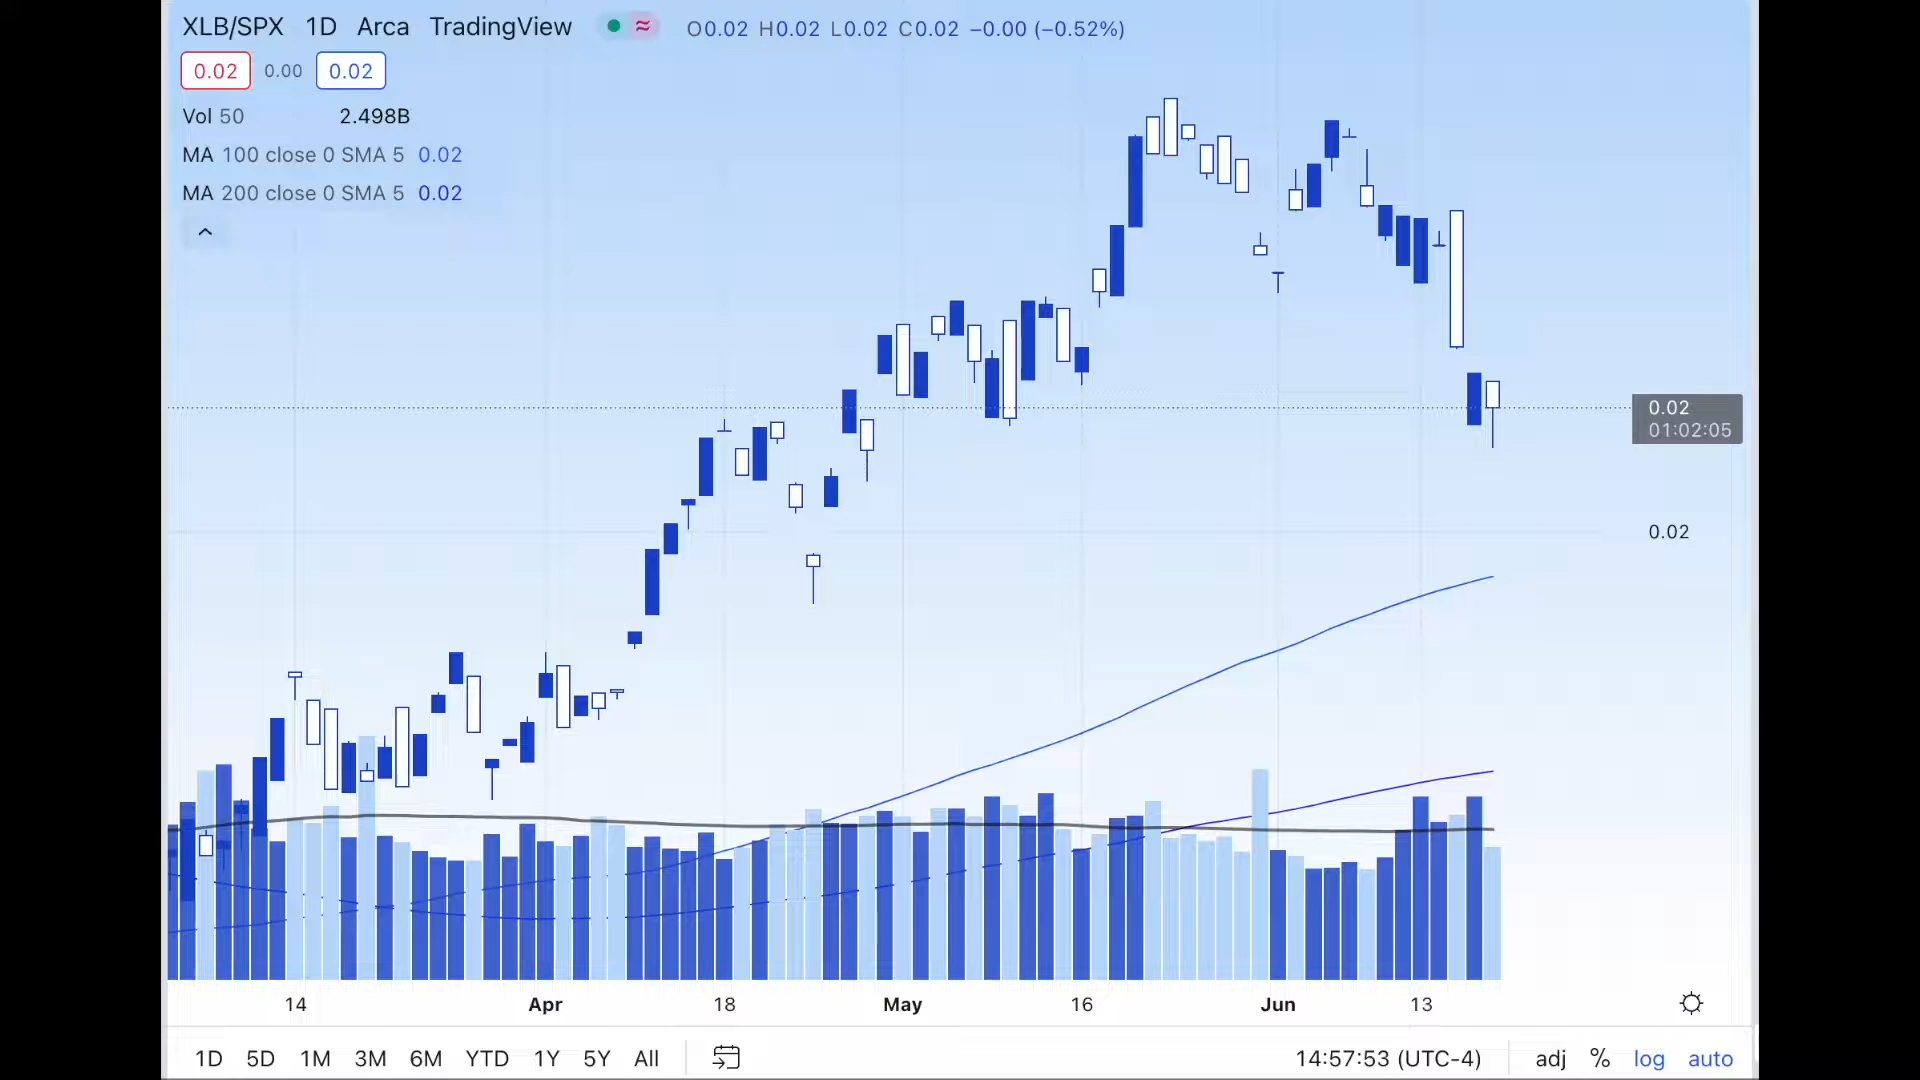 XLB/SPX 1D Arca TradingView O0.02 H0.02 L0.02 C0.02 −0.00 (−0.52%)
0.02 0.00 0.02
Vol 50 2.498B
MA 100 close 0 SMA 5 0.02
MA 200 close 0 SMA 5 0.02
0.02
01:02:05
0.02
14 Apr 18 May 16 Jun 13
1D 5D 1M 3M 6M YTD 1Y 5Y All 14:57:53 (UTC-4) adj % log auto